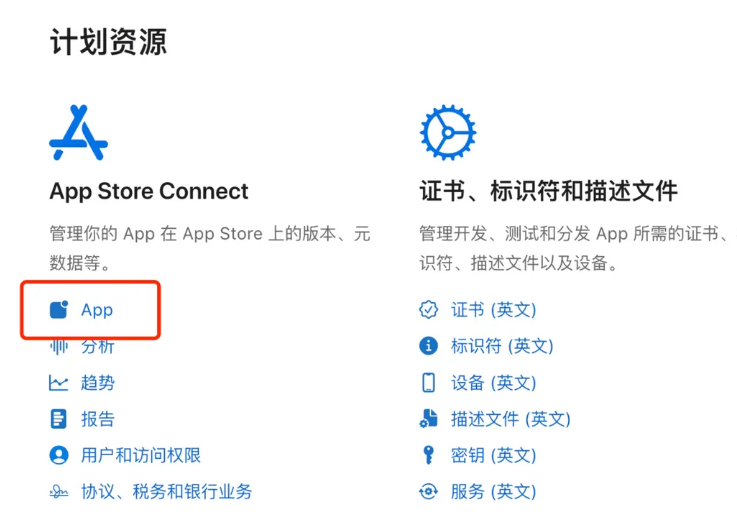 计划资源
App Store Connect
管理你的 App 在 App Store 上的版本、元
数据等。
App
分析
趋势
报告
用户和访问权限
协议、税务和银行业务
证书、标识符和描述文件
管理开发、测试和分发 App 所需的证书、
识符、描述文件以及设备。
证书 (英文)
标识符 (英文)
设备 (英文)
描述文件 (英文)
密钥 (英文)
服务 (英文)